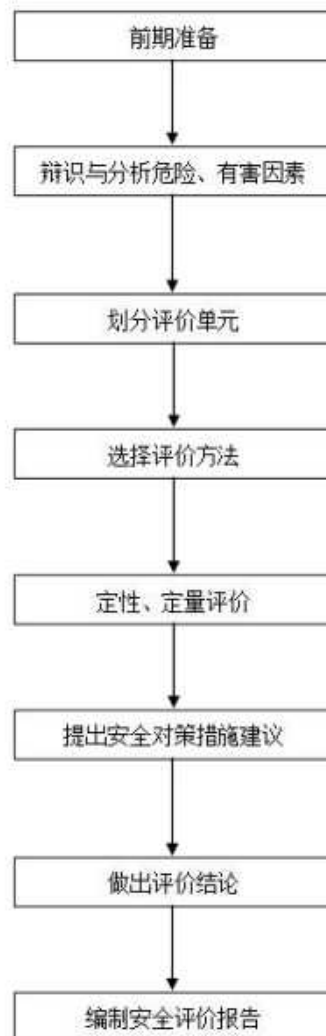 前期准备
辩识与分析危险、有害因素
划分评价单元
选择评价方法
定性、定量评价
提出安全对策措施建议
做出评价结论
编制安全评价报告